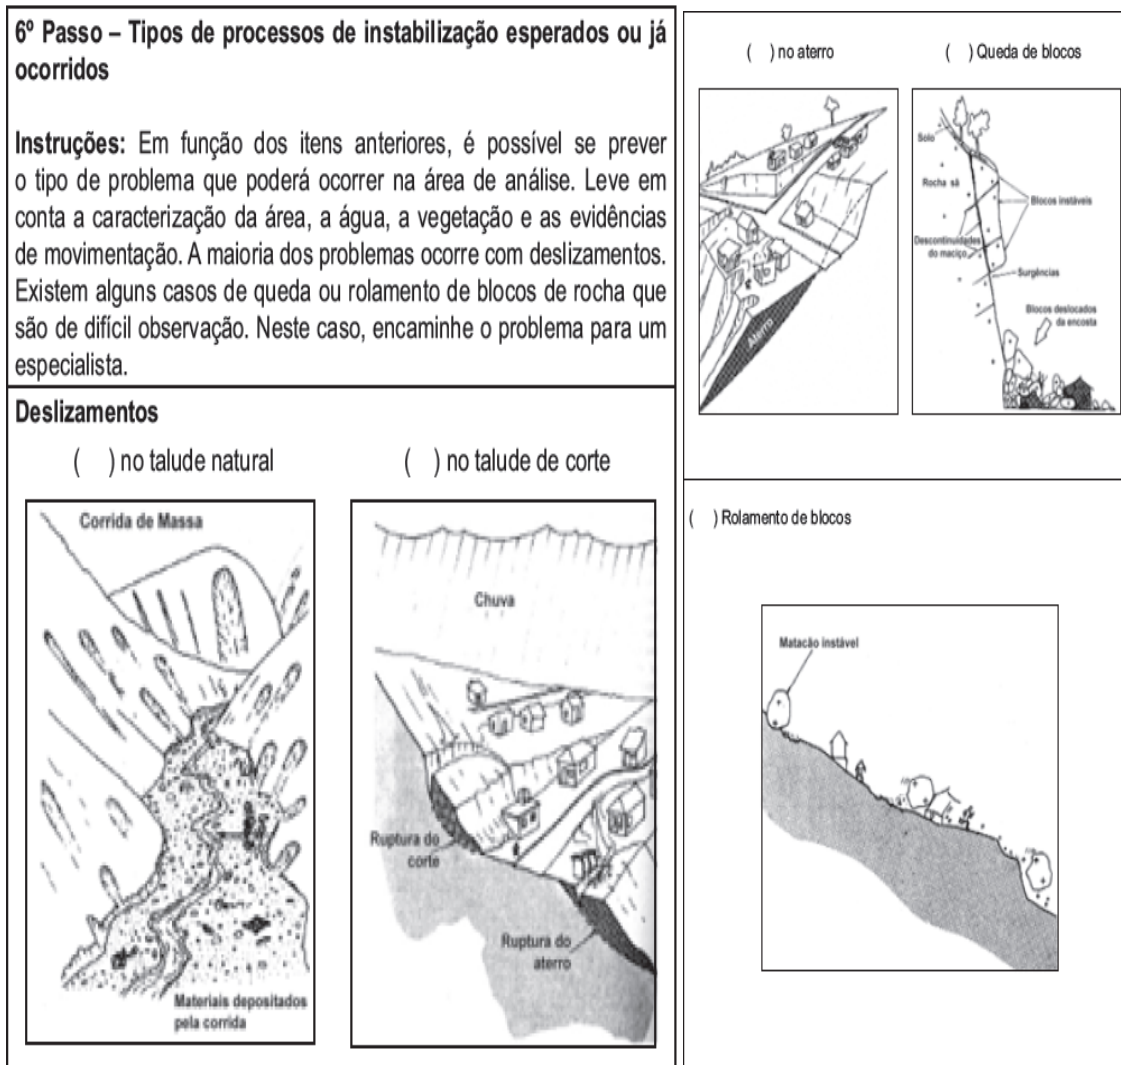 6º Passo – Tipos de processos de instabilização esperados ou já
ocorridos
Instruções: Em função dos itens anteriores, é possível se prever
o tipo de problema que poderá ocorrer na área de análise. Leve em
conta a caracterização da área, a água, a vegetação e as evidências
de movimentação. A maioria dos problemas ocorre com deslizamentos.
Existem alguns casos de queda ou rolamento de blocos de rocha que
são de difícil observação. Neste caso, encaminhe o problema para um
especialista.
Deslizamentos
( ) no talude natural
( ) no talude de corte
Corrida de Massa
Materiais depositados
pela corrida
Chuva
Ruptura do
corte
Ruptura do
aterro
( ) no aterro
( ) Queda de blocos
Aterro
Solo
Rocha sã
Blocos instáveis
Descontinuidades
do maciço
Surgências
Blocos deslocados
da encosta
( ) Rolamento de blocos
Matacão instável